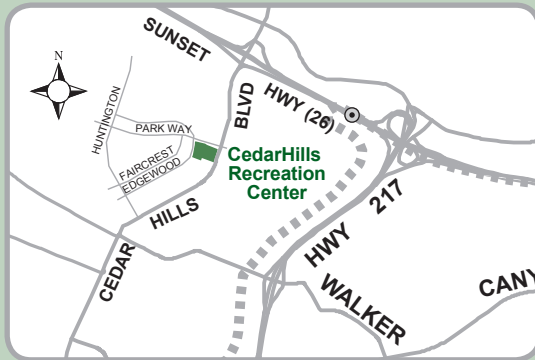 SUNSET
HWY (26)
N
HUNTINGTON
PARK WAY
BLVD
FAIRCREST
EDGEWOOD
CedarHills
Recreation
Center
HILLS
CEDAR
HWY
217
WALKER
CANY